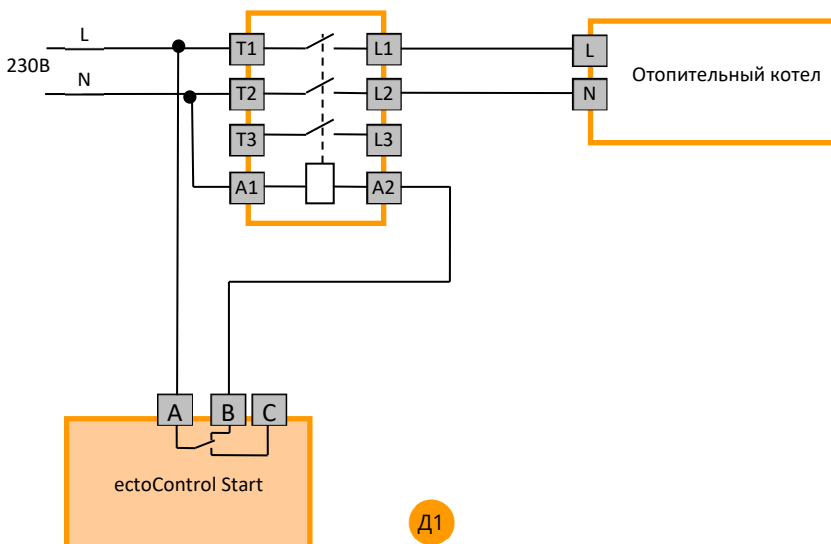 L
230В
N
T1 L1
T2 L2
T3 L3
A1 A2
L
N
Отопительный котел
A B C
ectoControl Start
Д1